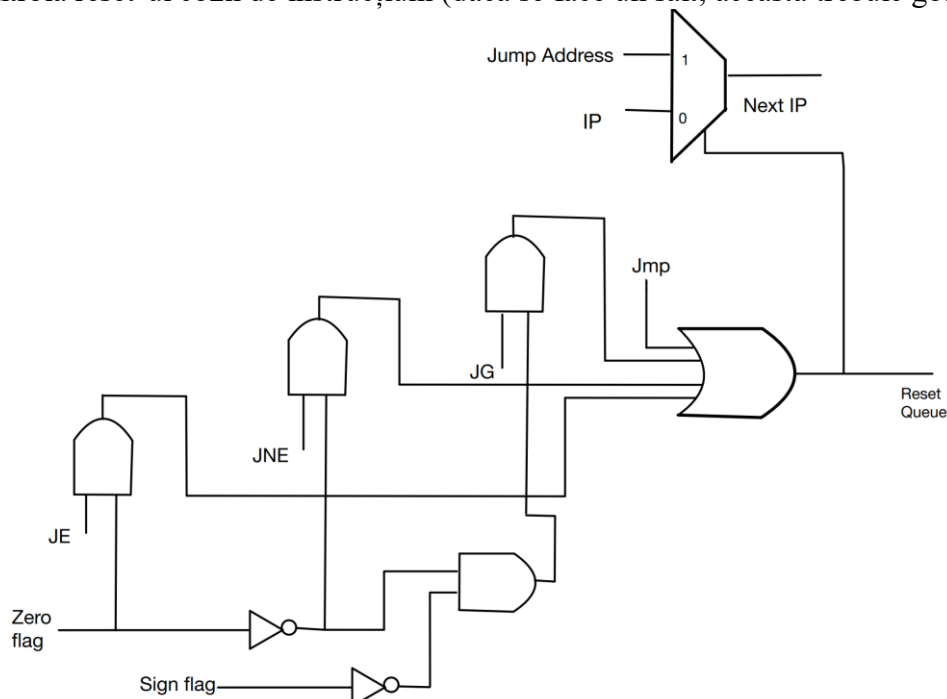 Jump Address
1
Next IP
IP
0
Jmp
JG
Reset
Queue
JNE
JE
Zero
flag
Sign flag